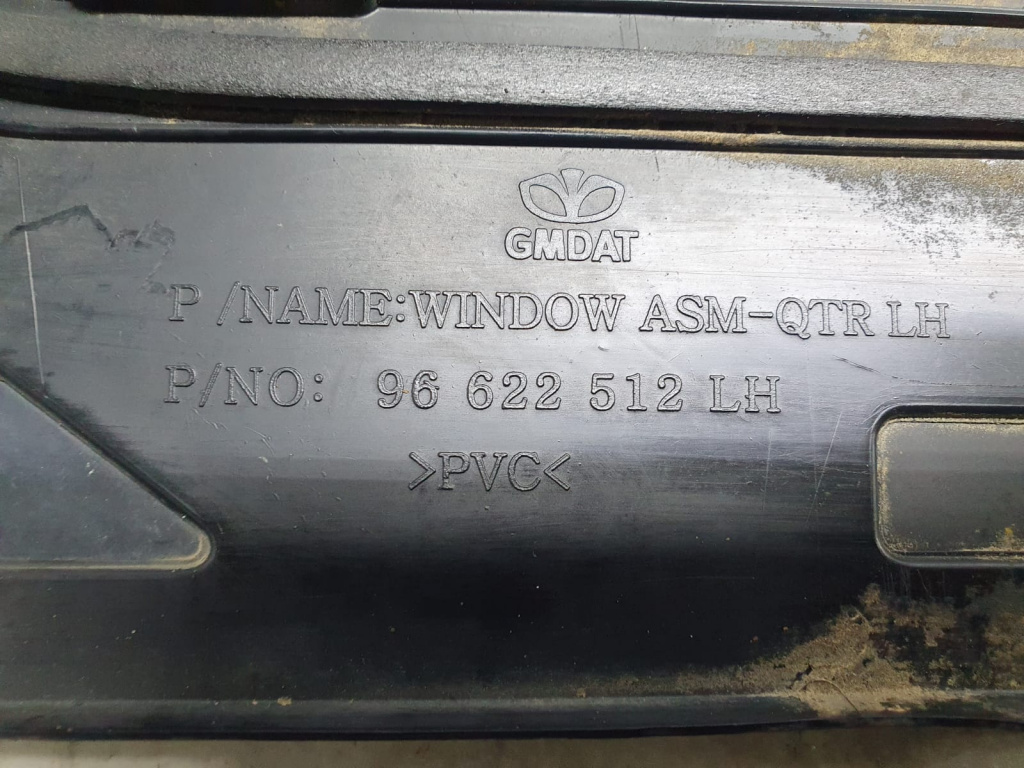 GMDAT
P /NAME:WINDOW ASM-QTR LH
P/NO: 96 622 512 LH
>PVC<